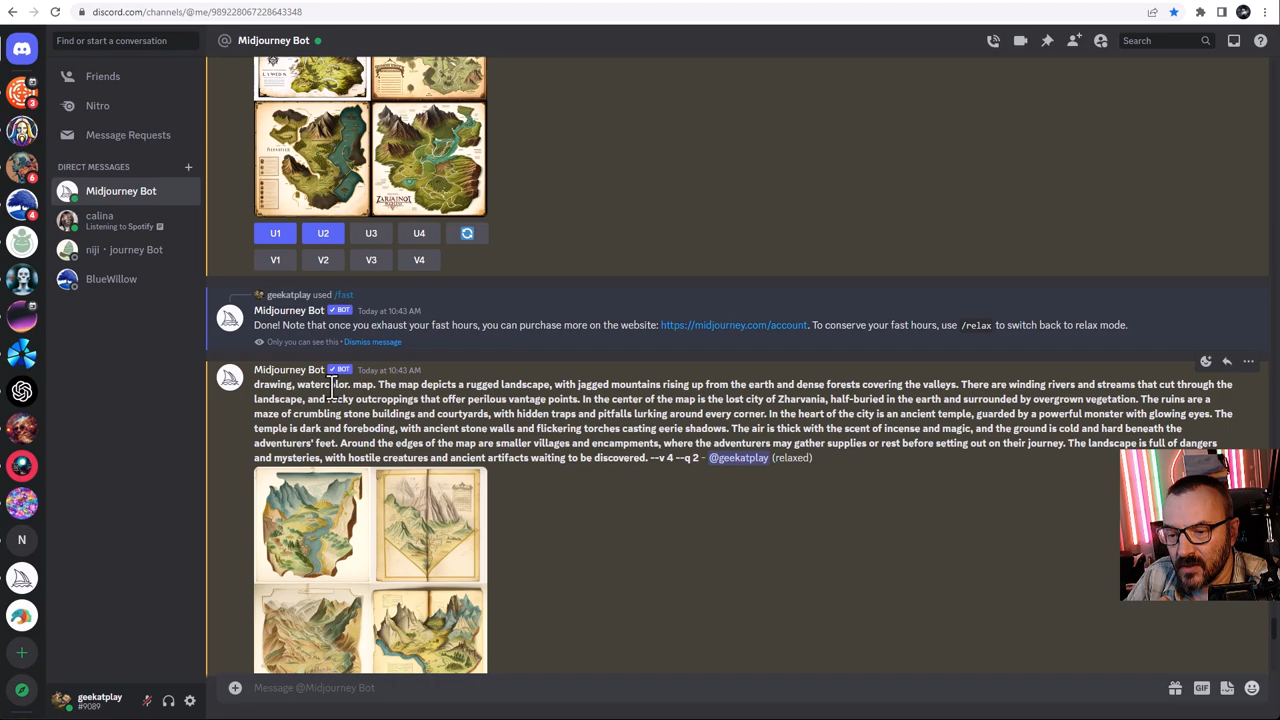 discord.com/channels/@me/989228067228643348
Find or start a conversation
Midjourney Bot
Search
Friends
Nitro
Message Requests
3
6
4
DIRECT MESSAGES
Midjourney Bot
calina
Listening to Spotify
niji・journey Bot
BlueWillow
N
ZARJAINOT
U1 U2 U3 U4
V1 V2 V3 V4
geekatplay used /fast
Midjourney Bot ✓ BOT Today at 10:43 AM
Done! Note that once you exhaust your fast hours, you can purchase more on the website: https://midjourney.com/account. To conserve your fast hours, use /relax to switch back to relax mode.
Only you can see this • Dismiss message
Midjourney Bot ✓ BOT Today at 10:43 AM
drawing, watercolor. map. The map depicts a rugged landscape, with jagged mountains rising up from the earth and dense forests covering the valleys. There are winding rivers and streams that cut through the
landscape, and rocky outcroppings that offer perilous vantage points. In the center of the map is the lost city of Zharvania, half-buried in the earth and surrounded by overgrown vegetation. The ruins are a
maze of crumbling stone buildings and courtyards, with hidden traps and pitfalls lurking around every corner. In the heart of the city is an ancient temple, guarded by a powerful monster with glowing eyes. The
temple is dark and foreboding, with ancient stone walls and flickering torches casting eerie shadows. The air is thick with the scent of incense and magic, and the ground is cold and hard beneath the
adventurers' feet. Around the edges of the map are smaller villages and encampments, where the adventurers may gather supplies or rest before setting out on their journey. The landscape is full of dangers
and mysteries, with hostile creatures and ancient artifacts waiting to be discovered. --v 4 --q 2 - @geekatplay (relaxed)
Message @Midjourney Bot
GIF
geekatplay
#9089